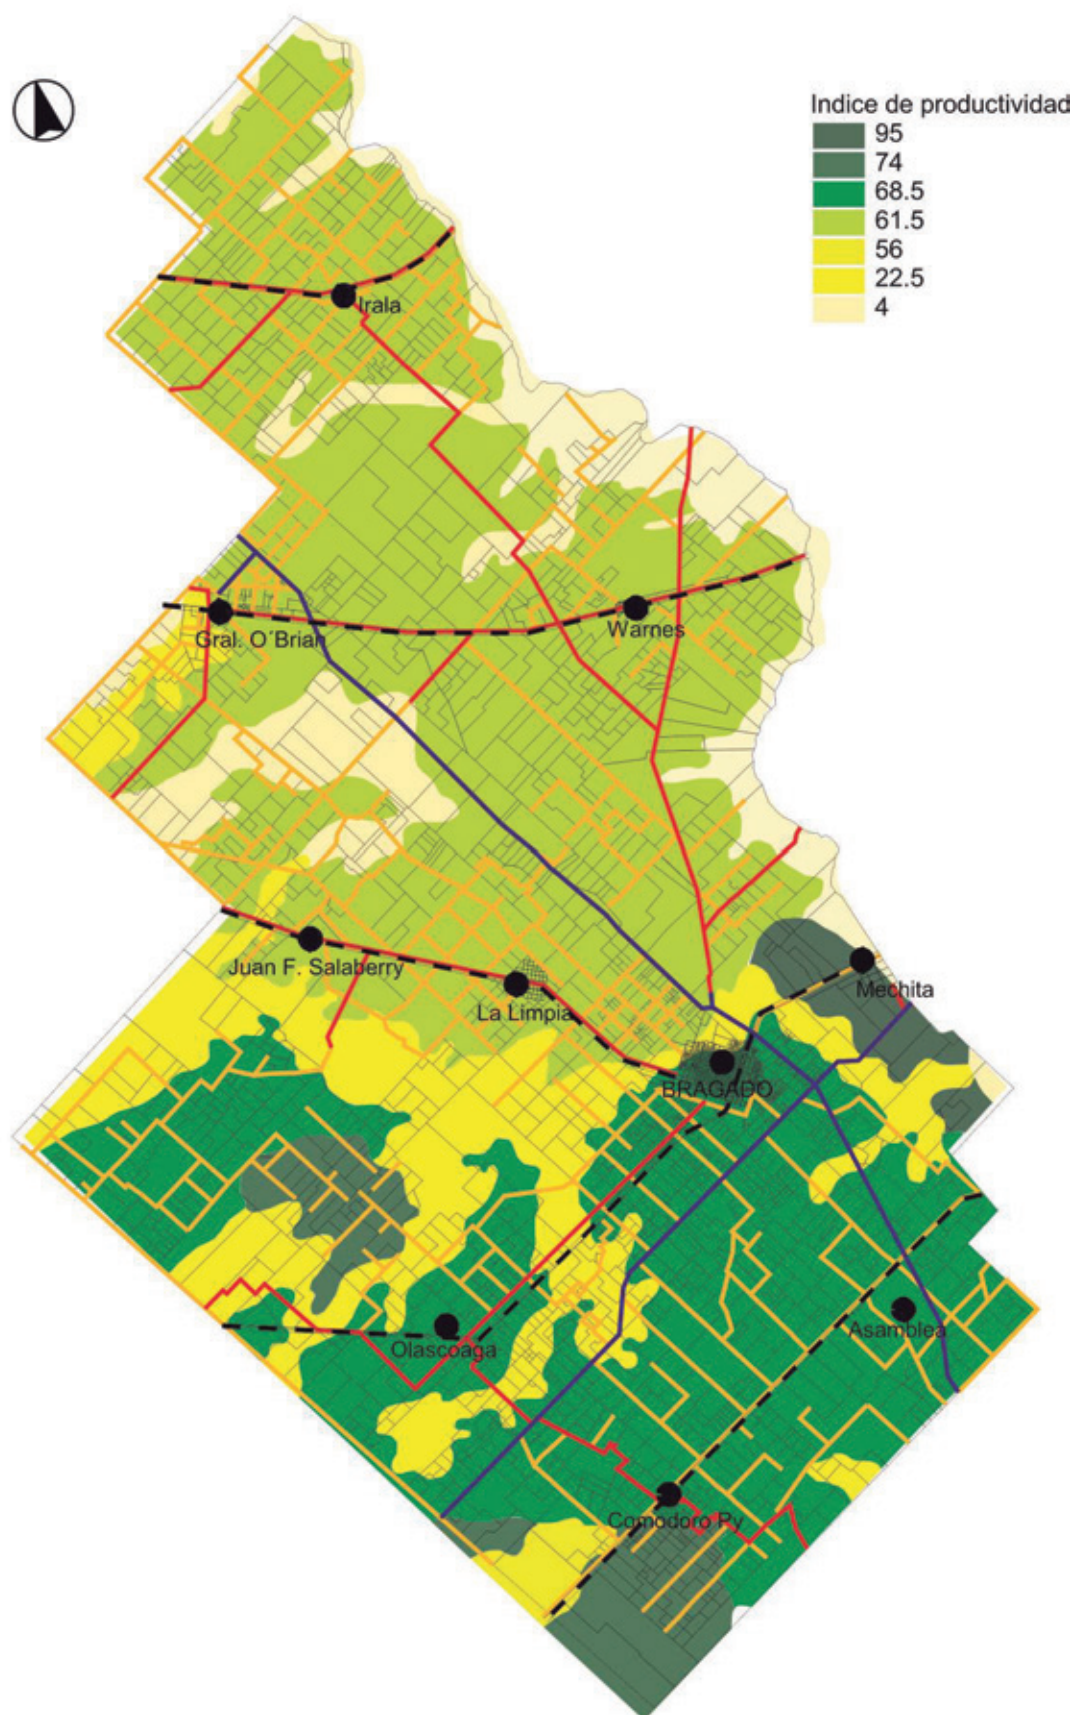 Indice de productividad
95
74
68.5
61.5
56
22.5
4
Irala
Gral. O´Brian
Warnes
Juan F. Salaberry
La Limpia
Mechita
BRAGADO
Olascoaga
Asamblea
Comodoro Py